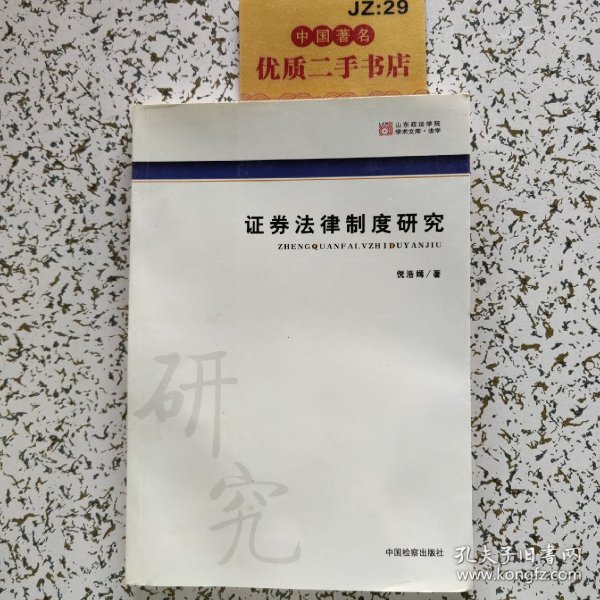 JZ:29
中国著名
优质二手书店
山东政法学院
学术文库·法学
证券法律制度研究
ZHENGQUANFALVZHIDUYANJIU
倪浩嫣/著
研究
中国检察出版社
孔夫子旧书网
www.kongfz.com